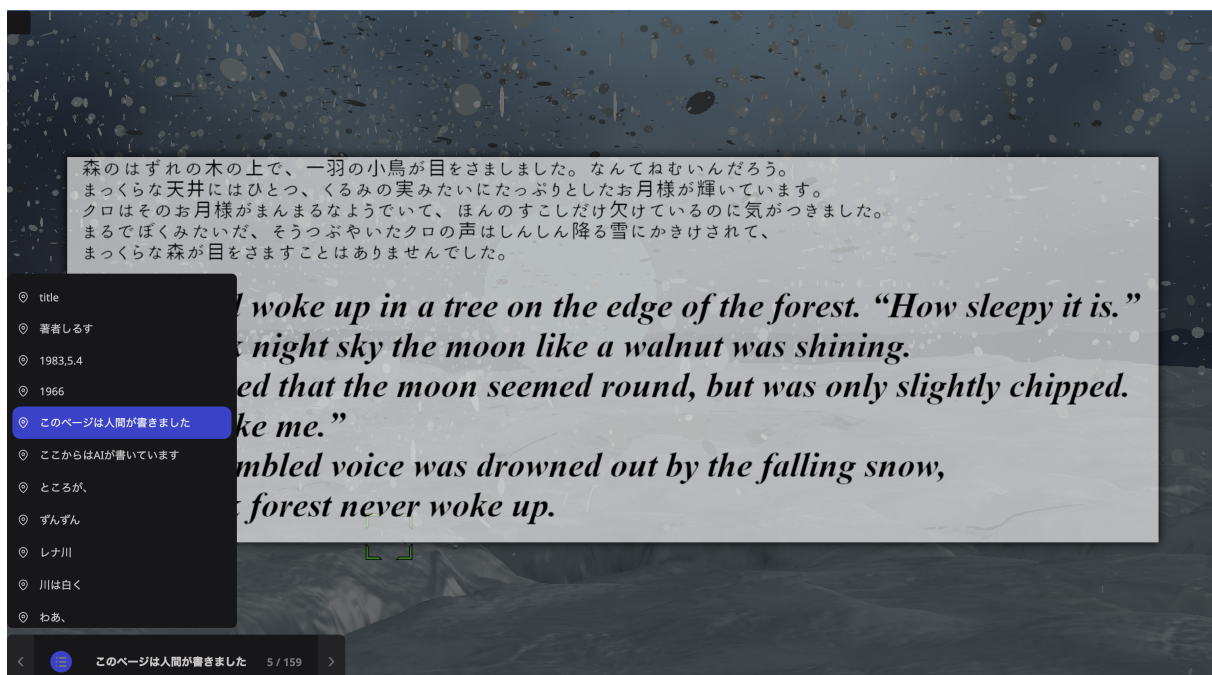 森のはずれの木の上で、一羽の小鳥が目をさましました。なんてねむいんだろう。
まっくらな天井にはひとつ、くるみの実みたいにたっぷりとしたお月様が輝いています。
クロはそのお月様がまんまるなようでいて、ほんのすこしだけ欠けているのに気がつきました。
まるでぼくみたいだ、そうつぶやいたクロの声はしんしん降る雪にかきけされて、
まっくらな森が目をさますことはありませんでした。
woke up in a tree on the edge of the forest. “How sleepy it is.”
night sky the moon like a walnut was shining.
ed that the moon seemed round, but was only slightly chipped.
ke me.”
mbled voice was drowned out by the falling snow,
forest never woke up.
title
著者しるす
1983,5.4
1966
このページは人間が書きました
ここからはAIが書いています
ところが、
ずんずん
レナ川
川は白く
わあ、
このページは人間が書きました 5 / 159